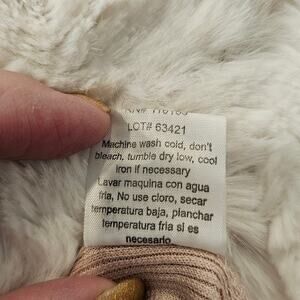 LOT# 63421
Machine wash cold, don't
bleach, tumble dry low, cool
iron if necessary
Lavar maquina con agua
fria, No use cloro, secar
temperatura baja, planchar
temperatura fria si es
necesario